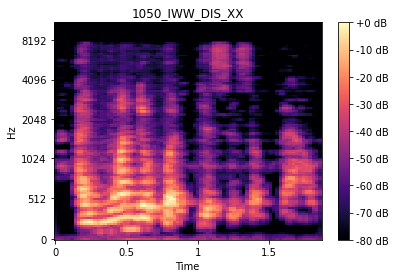 1050_IWW_DIS_XX
8192
4096
2048
1024
512
0
Hz
0
0.5
1
1.5
Time
+0 dB
-10 dB
-20 dB
-30 dB
-40 dB
-50 dB
-60 dB
-70 dB
-80 dB